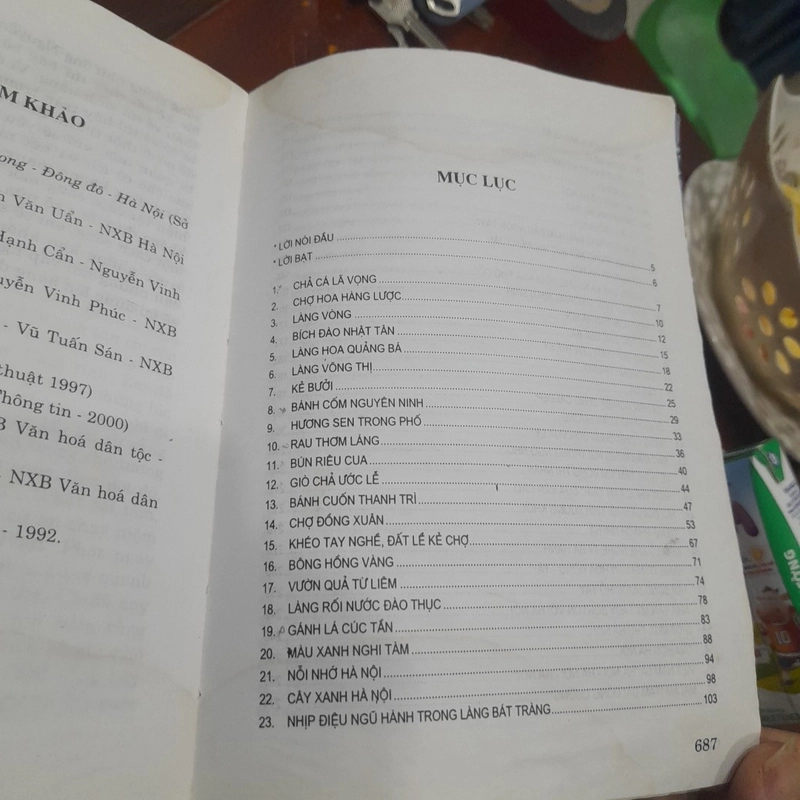 M KHẢO
ong - Đông đô - Hà Nội (Sở
n Văn Uẩn - NXB Hà Nội
Hạnh Cẩn - Nguyễn Vinh
uyễn Vinh Phúc - NXB
- Vũ Tuấn Sán - NXB
thuật 1997)
Thông tin - 2000)
B Văn hoá dân tộc -
- NXB Văn hoá dân
- 1992.
MỤC LỤC
* LỜI NÓI ĐẦU 5
* LỜI BẠT 6
1. CHẢ CÁ LÃ VỌNG 7
2. CHỢ HOA HÀNG LƯỢC 10
3. LÀNG VÒNG 12
4. BÍCH ĐÀO NHẬT TÂN 15
5. LÀNG HOA QUẢNG BÁ 18
6. LÀNG VÕNG THỊ 22
7. KẺ BƯỞI 25
8. BÁNH CỐM NGUYÊN NINH 29
9. HƯƠNG SEN TRONG PHỐ 33
10. RAU THƠM LÁNG 36
11. BÚN RIÊU CUA 40
12. GIÒ CHẢ ƯỚC LỄ 44
13. BÁNH CUỐN THANH TRÌ 47
14. CHỢ ĐỒNG XUÂN 53
15. KHÉO TAY NGHỀ, ĐẤT LỀ KẺ CHỢ 67
16. BÔNG HỒNG VÀNG 71
17. VƯỜN QUẢ TỪ LIÊM 74
18. LÀNG RỐI NƯỚC ĐÀO THỤC 78
19. GÁNH LÁ CÚC TẦN 83
20. MÀU XANH NGHI TÀM 88
21. NỖI NHỚ HÀ NỘI 94
22. CÂY XANH HÀ NỘI 98
23. NHỊP ĐIỆU NGŨ HÀNH TRONG LÀNG BÁT TRÀNG 103
687